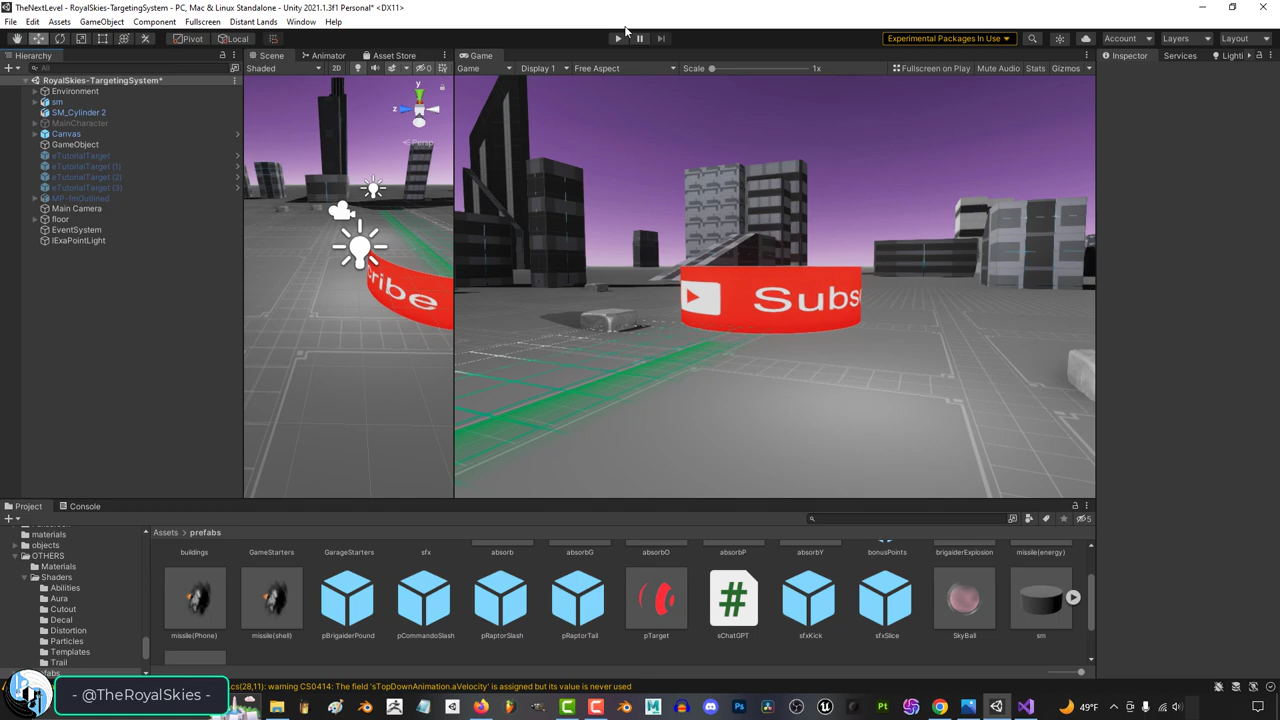 TheNextLevel - RoyalSkies-TargetingSystem - PC, Mac & Linux Standalone - Unity 2021.1.3f1 Personal* <DX11>
File Edit Assets GameObject Component Fullscreen Distant Lands Window Help
Pivot Local Experimental Packages In Use Account Layers Layout
Hierarchy Scene Animator Asset Store Game Inspector Services Lighti
All Shaded 2D 0 Game Display 1 Free Aspect Scale 1x Fullscreen on Play Mute Audio Stats Gizmos
RoyalSkies-TargetingSystem*
Environment
sm
SM_Cylinder 2
MainCharacter
Canvas
GameObject
eTutorialTarget
eTutorialTarget (1)
eTutorialTarget (2)
eTutorialTarget (3)
MP-fmOutlined
Main Camera
floor
EventSystem
lExaPointLight
y
z
Persp
cribe
Subs
Project Console
5
materials
objects
OTHERS
Materials
Shaders
Abilities
Aura
Cutout
Decal
Distortion
Particles
Templates
Trail
Assets prefabs
buildings GameStarters GarageStarters sfx absorb absorbG absorbO absorbP absorbY bonusPoints brigaiderExplosion missile(energy)
missile(Phone) missile(shell) pBrigaiderPound pCommandoSlash pRaptorSlash pRaptorTail pTarget sChatGPT sfxKick sfxSlice SkyBall sm
.cs(28,11): warning CS0414: The field 'sTopDownAnimation.aVelocity' is assigned but its value is never used
- @TheRoyalSkies -
49°F